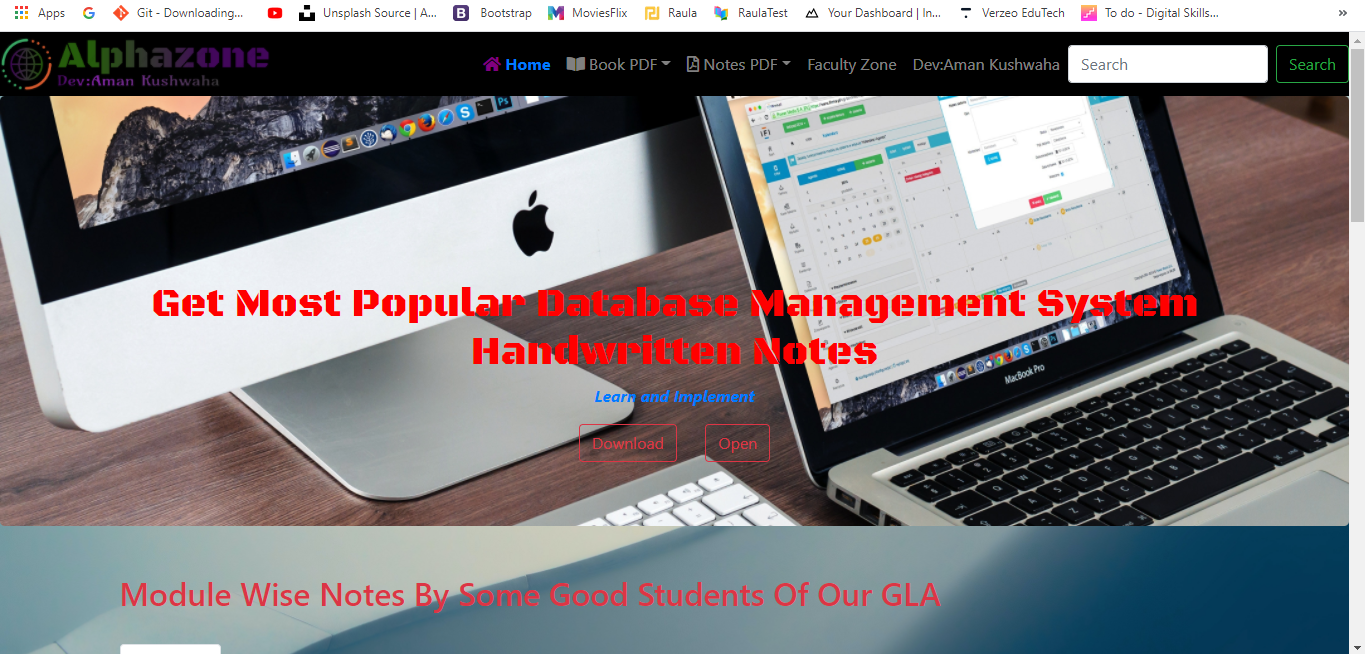 Apps
Git - Downloading...
Unsplash Source | A...
Bootstrap
MoviesFlix
Raula
RaulaTest
Your Dashboard | In...
Verzeo EduTech
To do - Digital Skills...
»
Alphazone
Dev:Aman Kushwaha
Home
Book PDF
Notes PDF
Faculty Zone
Dev:Aman Kushwaha
Search
Search
Get Most Popular Database Management System
Handwritten Notes
Learn and Implement
Download
Open
MacBook Pro
Module Wise Notes By Some Good Students Of Our GLA